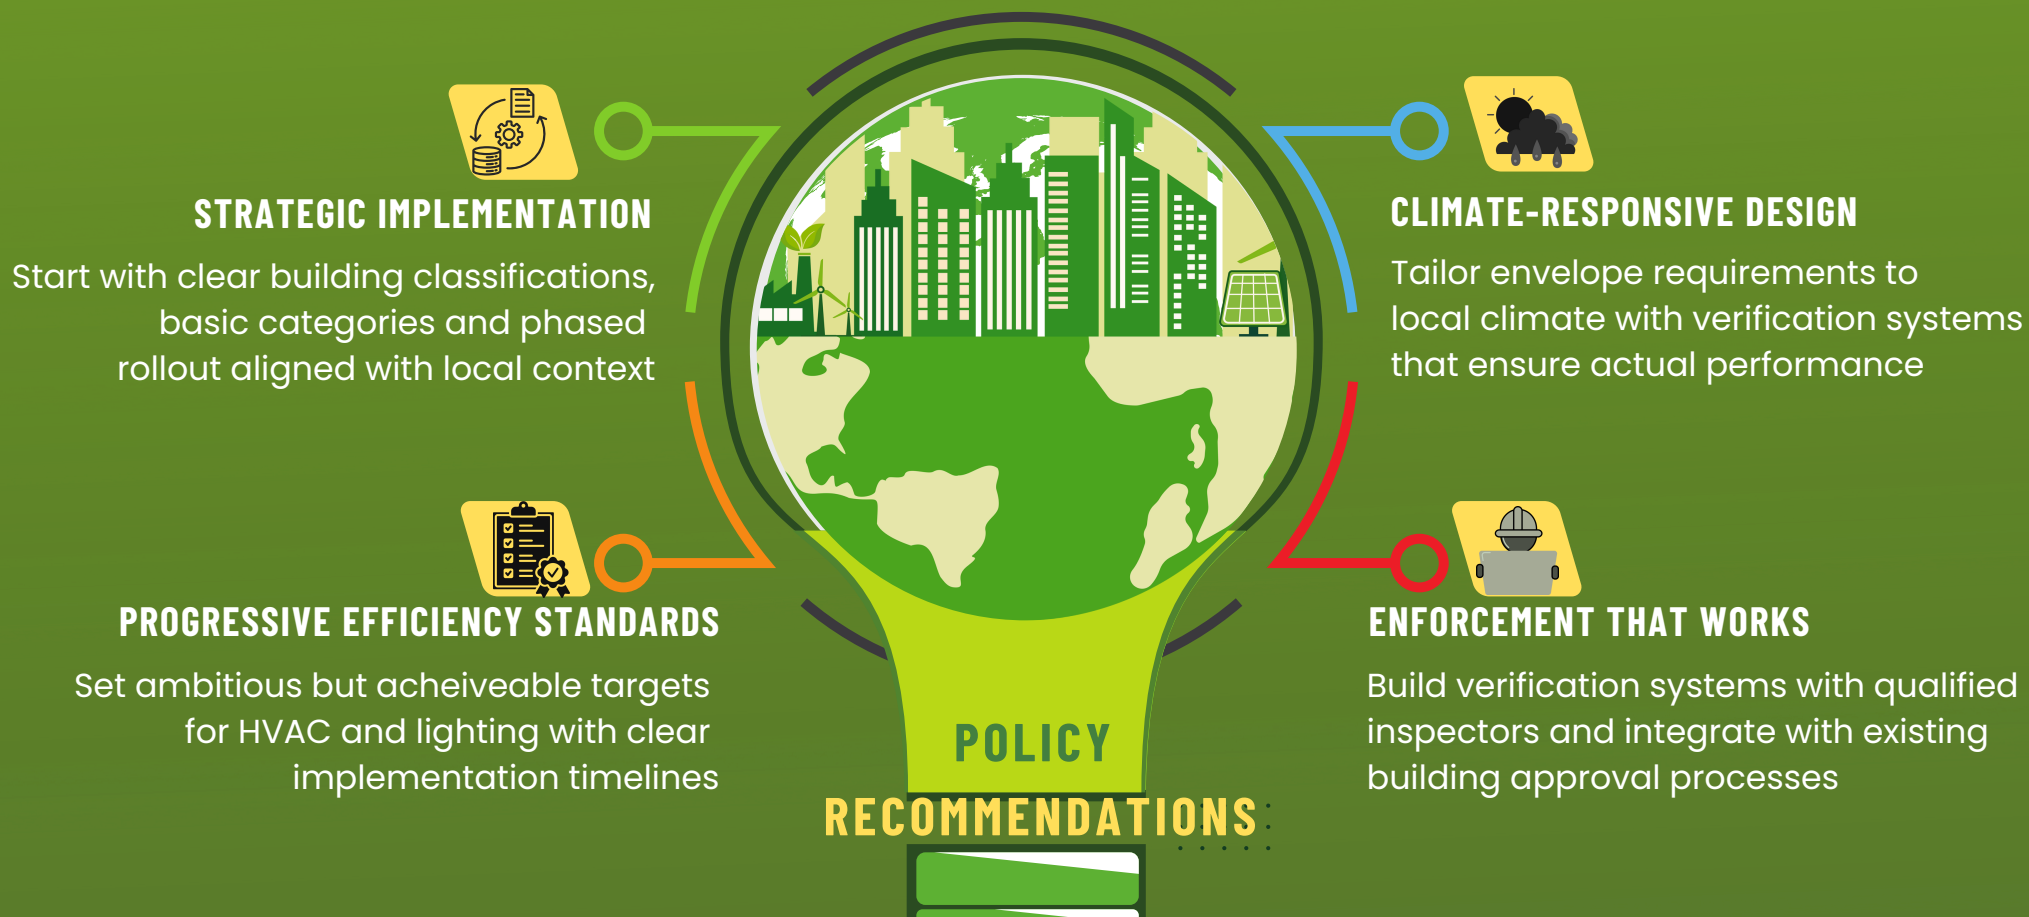 STRATEGIC IMPLEMENTATION
Start with clear building classifications,
basic categories and phased
rollout aligned with local context
CLIMATE-RESPONSIVE DESIGN
Tailor envelope requirements to
local climate with verification systems
that ensure actual performance
PROGRESSIVE EFFICIENCY STANDARDS
Set ambitious but acheiveable targets
for HVAC and lighting with clear
implementation timelines
ENFORCEMENT THAT WORKS
Build verification systems with qualified
inspectors and integrate with existing
building approval processes
POLICY
RECOMMENDATIONS